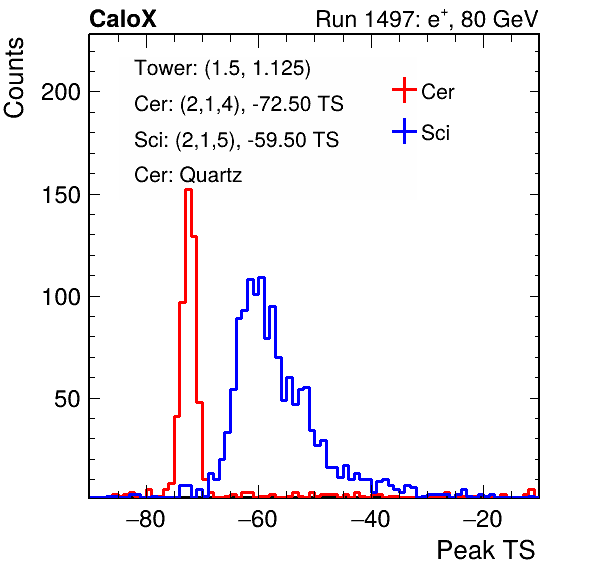 CaloX Run 1497: e⁺, 80 GeV
Counts
Tower: (1.5, 1.125)
Cer: (2,1,4), -72.50 TS
Sci: (2,1,5), -59.50 TS
Cer: Quartz
Cer
Sci
200
150
100
50
−80 −60 −40 −20
Peak TS